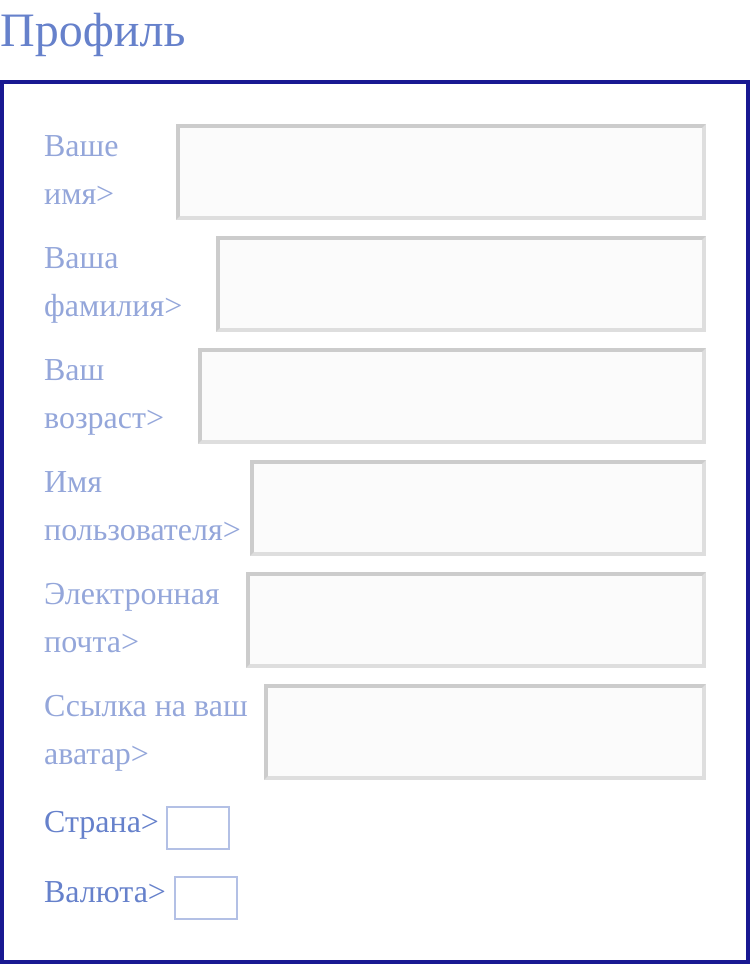 Профиль
Ваше
имя>
Ваша
фамилия>
Ваш
возраст>
Имя
пользователя>
Электронная
почта>
Ссылка на ваш
аватар>
Страна>
Валюта>